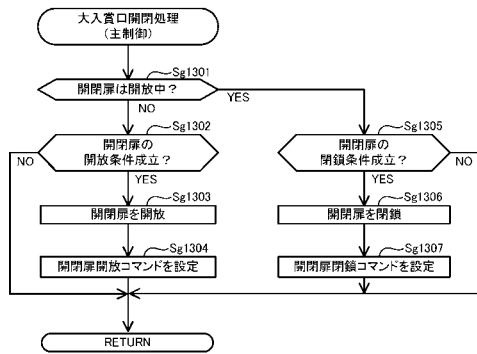 大入賞口開閉処理
(主制御)
Sg1301
開閉扉は開放中？
YES
NO
Sg1302
開閉扉の
開放条件成立？
NO
YES
Sg1305
開閉扉の
閉鎖条件成立？
NO
YES
Sg1303
開閉扉を開放
Sg1306
開閉扉を閉鎖
Sg1304
開閉扉開放コマンドを設定
Sg1307
開閉扉閉鎖コマンドを設定
RETURN